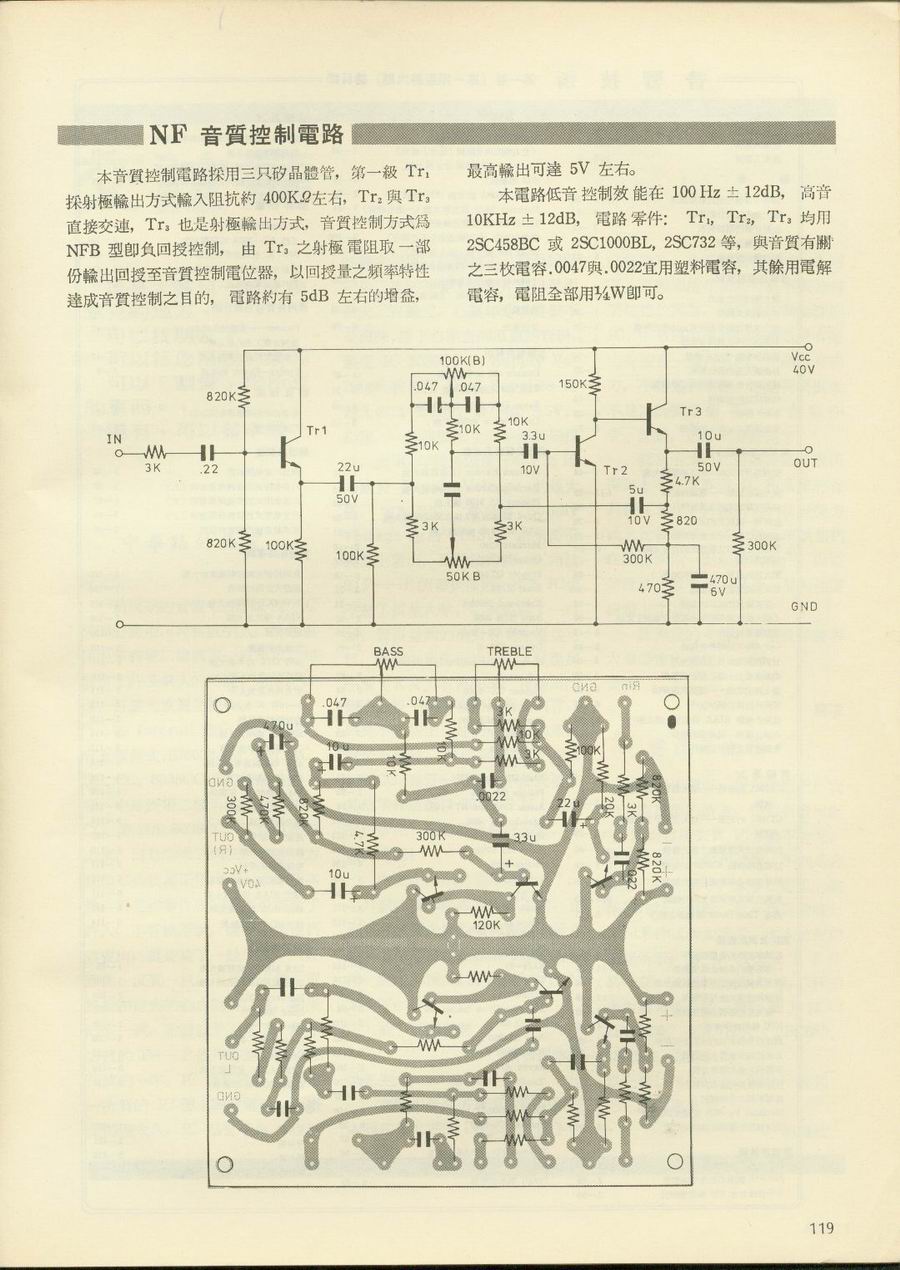 NF 音質控制電路
本音質控制電路採用三只矽晶體管，第一級 Tr₁
採射極輸出方式輸入阻抗約 400KΩ左右，Tr₂ 與 Tr₃
直接交連，Tr₃ 也是射極輸出方式，音質控制方式爲
NFB 型卽負回授控制， 由 Tr₃ 之射極電阻取一部
份輸出回授至音質控制電位器，以回授量之頻率特性
達成音質控制之目的， 電路約有 5dB 左右的增益，
最高輸出可達 5V 左右。
本電路低音控制效能在 100 Hz ± 12dB， 高音
10KHz ± 12dB， 電路零件： Tr₁, Tr₂, Tr₃ 均用
2SC458BC 或 2SC1000BL, 2SC732 等，與音質有關
之三枚電容.0047與.0022宜用塑料電容，其餘用電解
電容，電阻全部用¼W卽可。
100K(B)
Vcc
40V
.047 .047
150K
820K
Tr3
IN
Tr1
10K
10K
10K
3.3u
10u
3K
.22
22u
50V
10V
Tr2
50V
OUT
4.7K
5u
10V
820
820K
100K
100K
3K
3K
300K
300K
50K B
470
470u
6V
GND
BASS
TREBLE
GND
Rin
.047
.047
3K
470u
10u
10K
10K
10K
3K
100K
GND
300K
470K
820K
.0022
22u
20K
3K
820K
OUT
(R)
4.7K
300K
33u
+Vcc
40V
10u
.022
820K
120K
OUT
L
GND
119